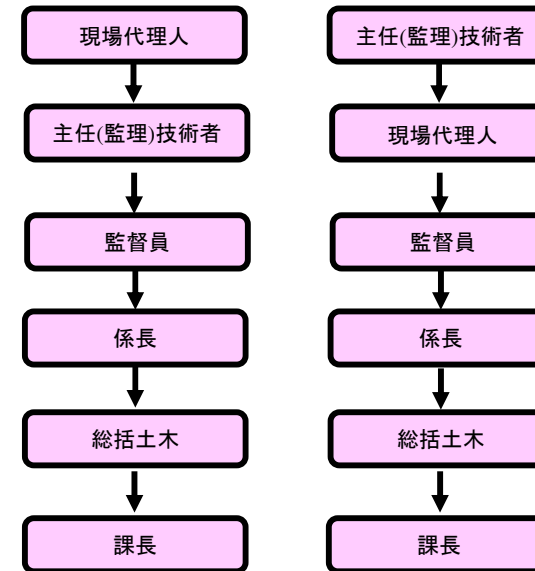 現場代理人
主任(監理)技術者
監督員
係長
総括土木
課長
主任(監理)技術者
現場代理人
監督員
係長
総括土木
課長